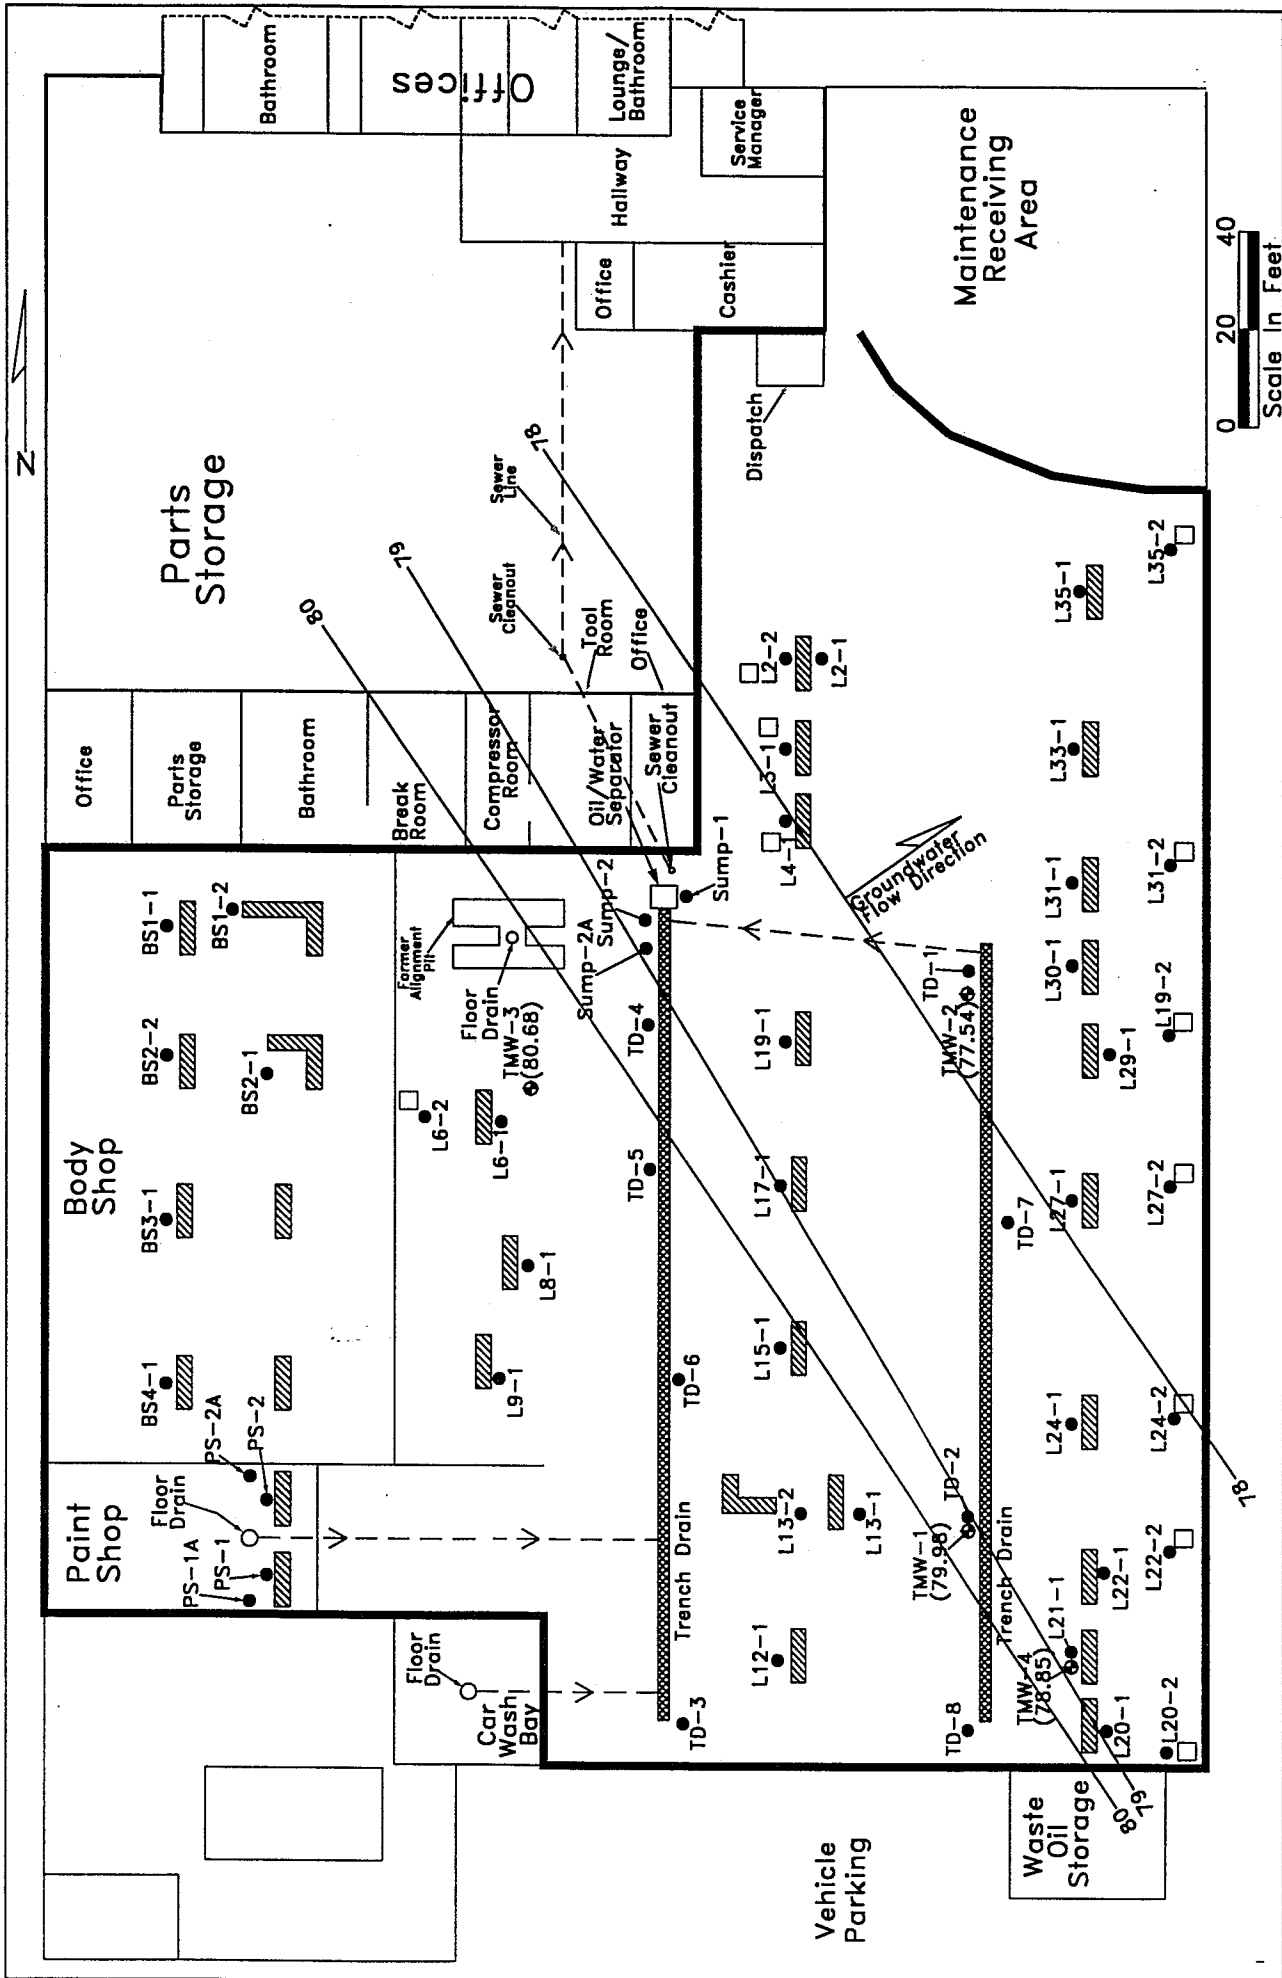 Bathroom
Offices
Lounge/
Bathroom
Service
Manager
Hallway
Office
Cashier
Maintenance
Receiving
Area
0 20 40
Scale In Feet
N
Parts
Storage
78
79
80
Sewer
Line
Sewer
Cleanout
Tool
Room
Office
Dispatch
Office
Parts
Storage
Bathroom
Break
Room
Compressor
Room
Oil/Water
Separator
Sewer
Cleanout
L2-2
L2-1
L3-1
L4-1
L35-1
L35-2
L33-1
L31-1
L31-2
L30-1
L29-1
L19-2
Groundwater
Flow Direction
BS1-1
BS1-2
BS2-2
BS2-1
BS3-1
BS4-1
Body
Shop
Former
Alignment
Pit
Floor
Drain
TMW-3
(80.68)
Sump-2
Sump-2A
Sump-1
L6-2
L6-1
L8-1
L9-1
TD-4
TD-5
TD-6
L19-1
L17-1
L15-1
TD-1
TMW-2
(77.54)
TD-7
L27-1
L27-2
L24-1
L24-2
78
PS-2A
PS-2
Floor
Drain
Paint
Shop
PS-1A
PS-1
Trench Drain
L13-2
L13-1
L12-1
TD-2
TMW-1
(79.98)
Trench Drain
L22-1
L22-2
L21-1
TMW-4
(78.85)
L20-1
L20-2
Floor
Drain
Car
Wash
Bay
TD-3
TD-8
80
79
Waste
Oil
Storage
Vehicle
Parking